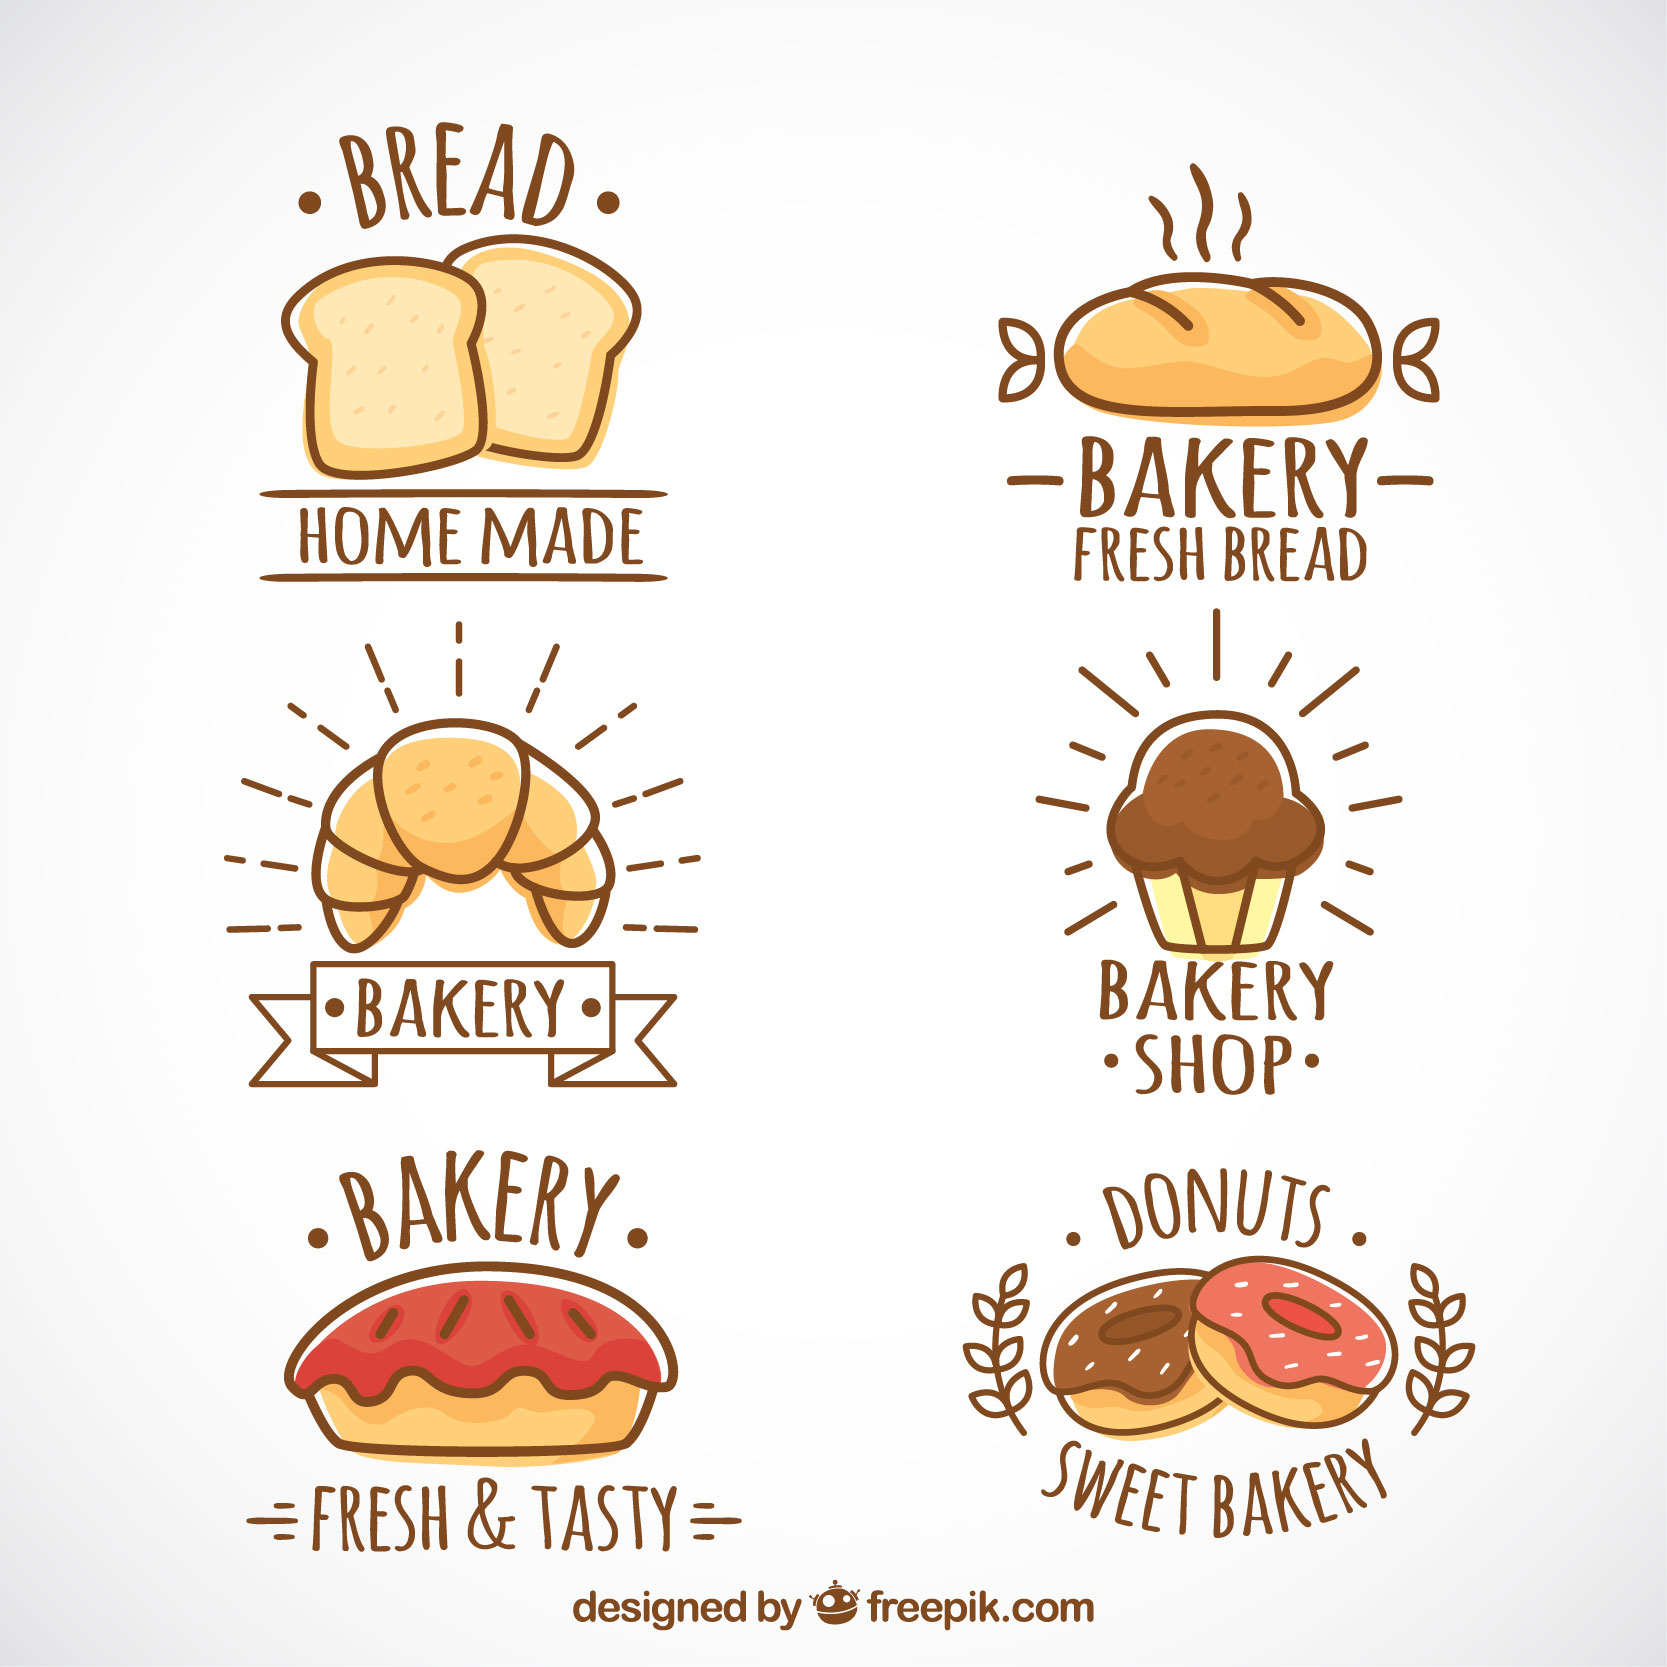 BREAD
HOME MADE
BAKERY
FRESH BREAD
BAKERY
BAKERY
SHOP
BAKERY
FRESH & TASTY
DONUTS
SWEET BAKERY
designed by freepik.com